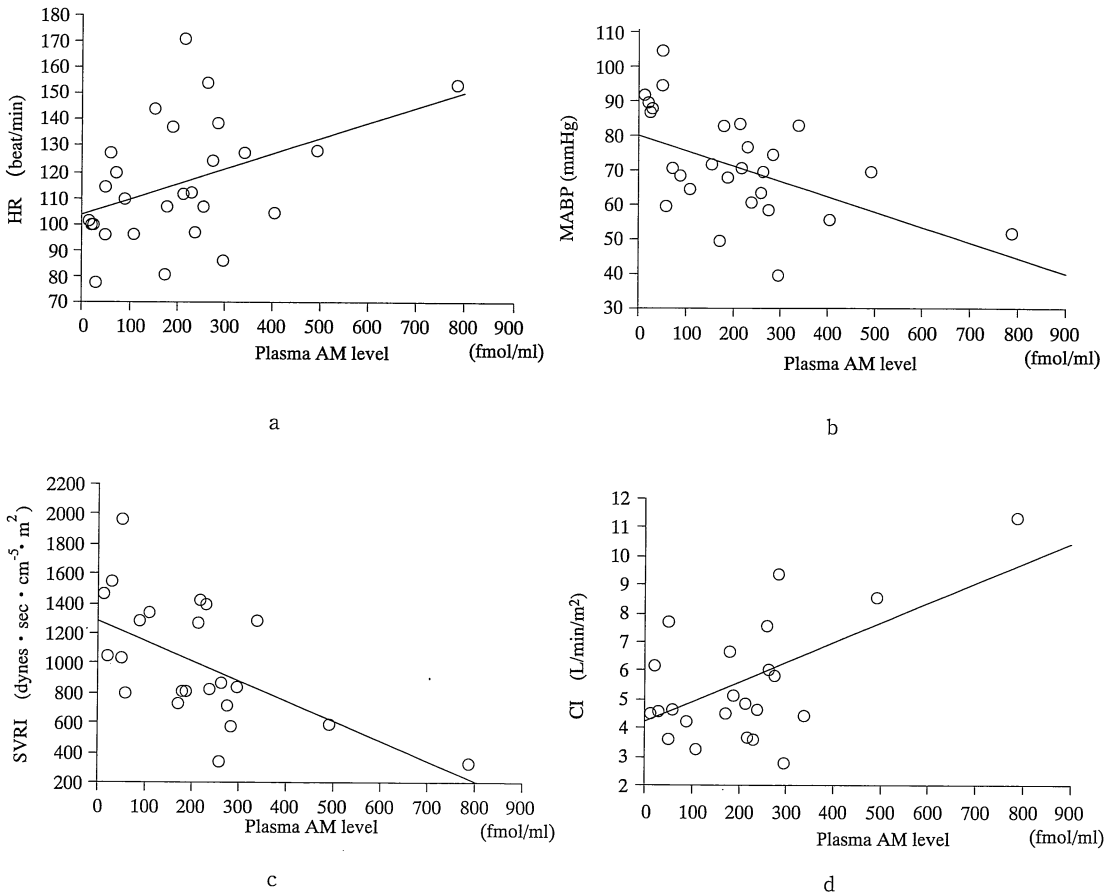 180
170
160
150
140
130
120
110
100
90
80
70
HR (beat/min)
0 100 200 300 400 500 600 700 800 900
Plasma AM level (fmol/ml)
a
110
100
90
80
70
60
50
40
30
MABP (mmHg)
0 100 200 300 400 500 600 700 800 900
Plasma AM level (fmol/ml)
b
2200
2000
1800
1600
1400
1200
1000
800
600
400
200
SVRI (dynes・sec・cm⁻⁵・m²)
0 100 200 300 400 500 600 700 800 900
Plasma AM level (fmol/ml)
c
12
11
10
9
8
7
6
5
4
3
2
CI (L/min/m²)
0 100 200 300 400 500 600 700 800 900
Plasma AM level (fmol/ml)
d